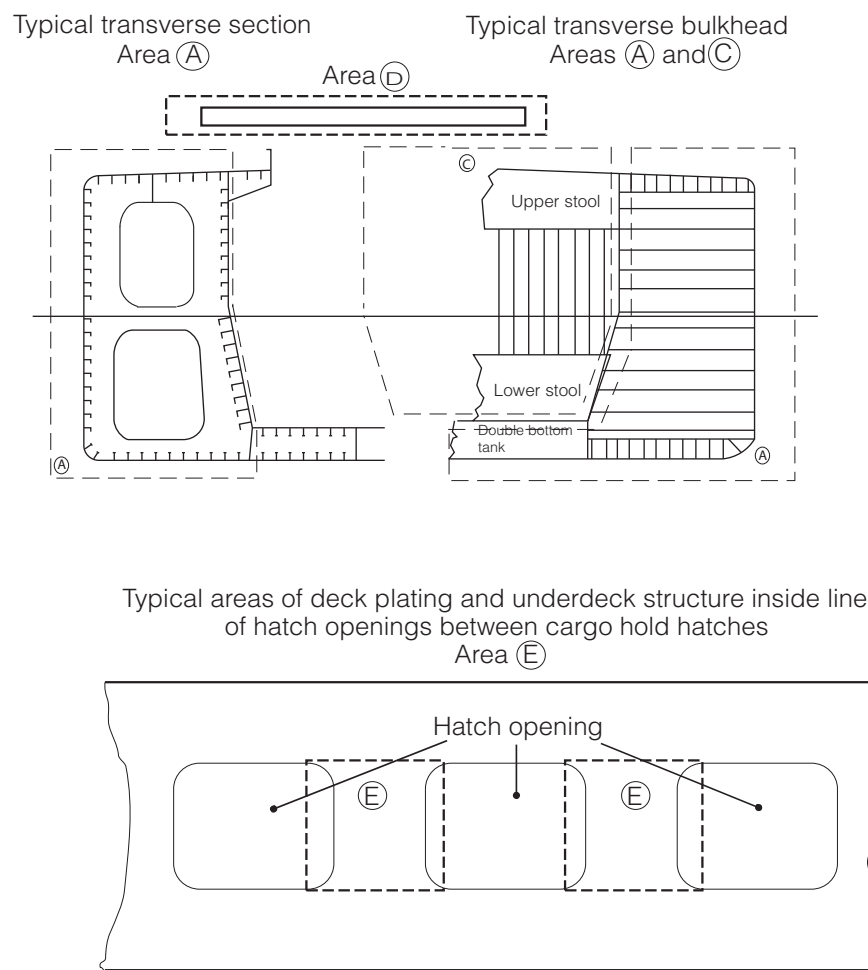 Typical transverse section
Area Ⓐ
Typical transverse bulkhead
Areas Ⓐ and Ⓒ
Area Ⓓ
Ⓒ
Upper stool
Lower stool
Double bottom
tank
Ⓐ
Ⓐ
Typical areas of deck plating and underdeck structure inside line
of hatch openings between cargo hold hatches
Area Ⓔ
Hatch opening
Ⓔ
Ⓔ